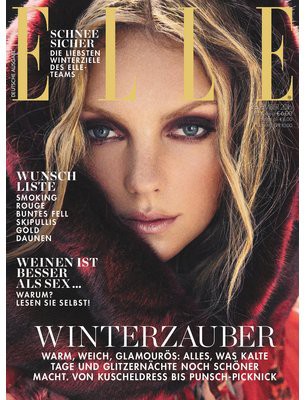 ELLE
DEUTSCHE AUSGABE
SCHNEE
SICHER
DIE LIEBSTEN
WINTERZIELE
DES ELLE-
TEAMS
WUNSCH
LISTE
SMOKING
ROUGE
BUNTES FELL
SKIPULLIS
GOLD
DAUNEN
WEINEN IST
BESSER
ALS SEX...
WARUM?
LESEN SIE SELBST!
WINTERZAUBER
WARM, WEICH, GLAMOURÖS: ALLES, WAS KALTE
TAGE UND GLITZERNÄCHTE NOCH SCHÖNER
MACHT. VON KUSCHELDRESS BIS PUNSCH-PICKNICK